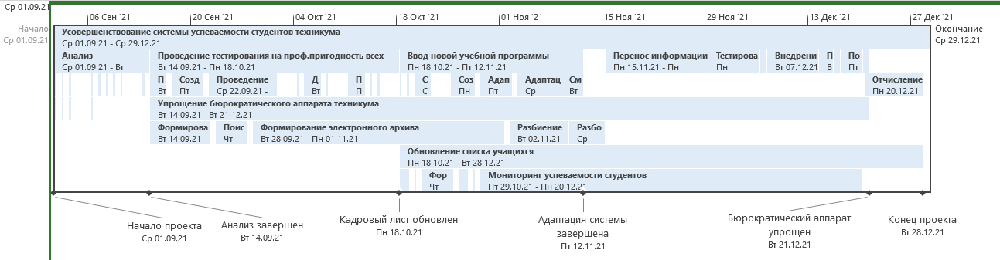 Ср 01.09.21
06 Сен '21 20 Сен '21 04 Окт '21 18 Окт '21 01 Ноя '21 15 Ноя '21 29 Ноя '21 13 Дек '21 27 Дек '21
Начало
Ср 01.09.21
Окончание
Ср 29.12.21
Усовершенствование системы успеваемости студентов техникума
Ср 01.09.21 - Ср 29.12.21
Анализ Проведение тестирования на проф.пригодность всех Ввод новой учебной программы Перенос информации Тестирова Внедрени П По
Ср 01.09.21 - Вт Вт 14.09.21 - Пн 18.10.21 Пн 18.10.21 - Пт 12.11.21 Пн 15.11.21 - Пн Пн Вт 07.12.21 В Пт
П Созд Проведение Д П С Соз Адап Адаптац См Отчисление
Вт Пт Ср 22.09.21 - Вт П С Пн Пт Ср Вт Пн 20.12.21
Упрощение бюрократического аппарата техникума
Вт 14.09.21 - Вт 21.12.21
Формирова Поис Формирование электронного архива Разбиение Разбо
Вт 14.09.21 - Чт Вт 28.09.21 - Пн 01.11.21 Вт 02.11.21 - Ср
Обновление списка учащихся
Пн 18.10.21 - Вт 28.12.21
Фор Мониторинг успеваемости студентов
Чт Пт 29.10.21 - Пн 20.12.21
Начало проекта
Ср 01.09.21
Анализ завершен
Вт 14.09.21
Кадровый лист обновлен
Пн 18.10.21
Адаптация системы
завершена
Пт 12.11.21
Бюрократический аппарат
упрощен
Вт 21.12.21
Конец проекта
Вт 28.12.21